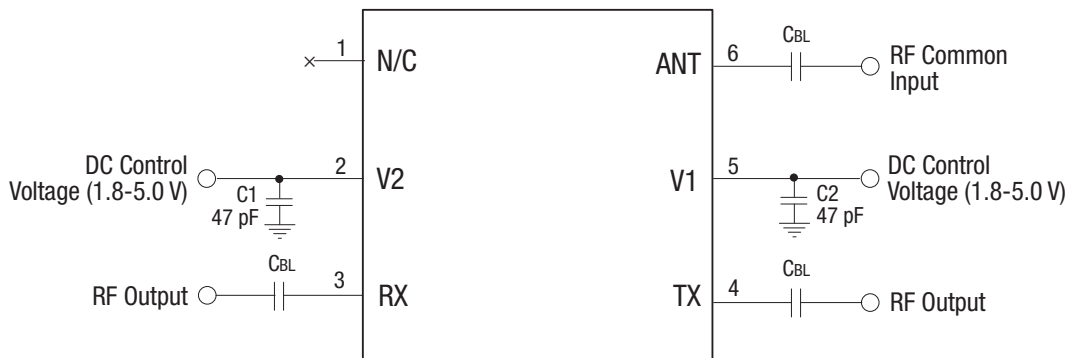 1
N/C
ANT
6
CBL
RF Common
Input
DC Control
Voltage (1.8-5.0 V)
2
V2
C1
47 pF
V1
5
DC Control
Voltage (1.8-5.0 V)
C2
47 pF
RF Output
CBL
3
RX
TX
4
CBL
RF Output